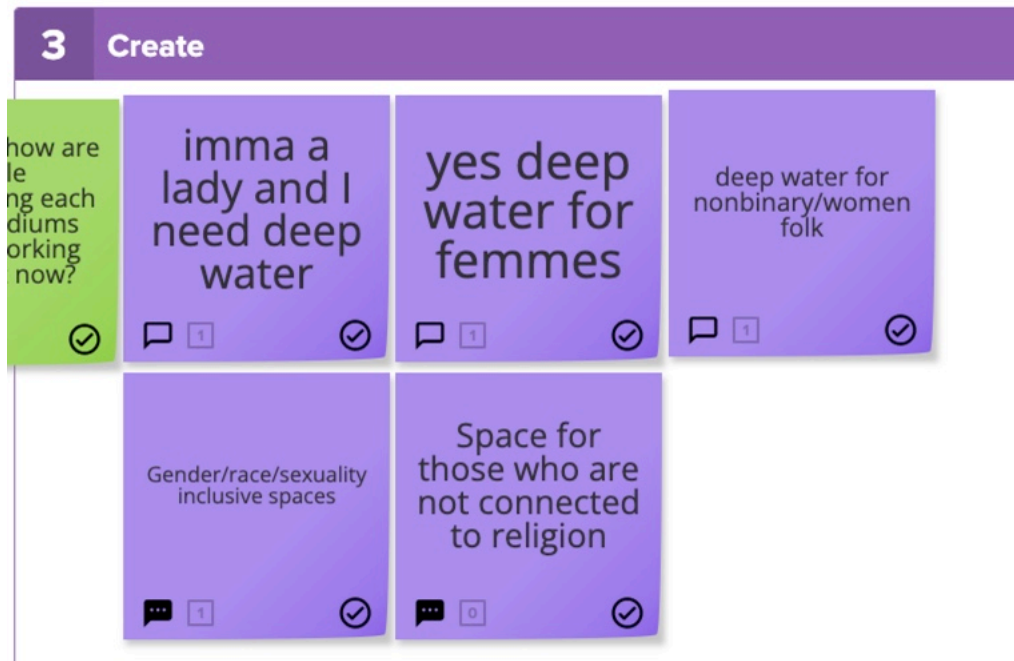 3 Create
how are
le
ng each
diums
orking
now?
imma a
lady and I
need deep
water
1
yes deep
water for
femmes
1
deep water for
nonbinary/women
folk
1
Gender/race/sexuality
inclusive spaces
1
Space for
those who are
not connected
to religion
0